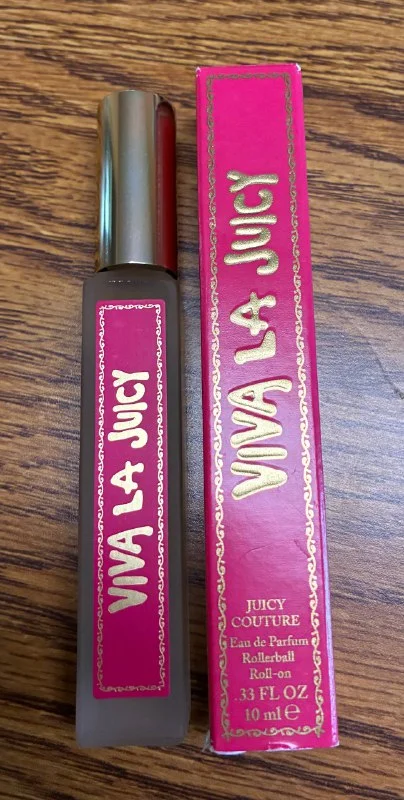 VIVA LA JUICY
VIVA LA JUICY
JUICY
COUTURE
Eau de Parfum
Rollerball
Roll-on
.33 FL OZ
10 ml ℮